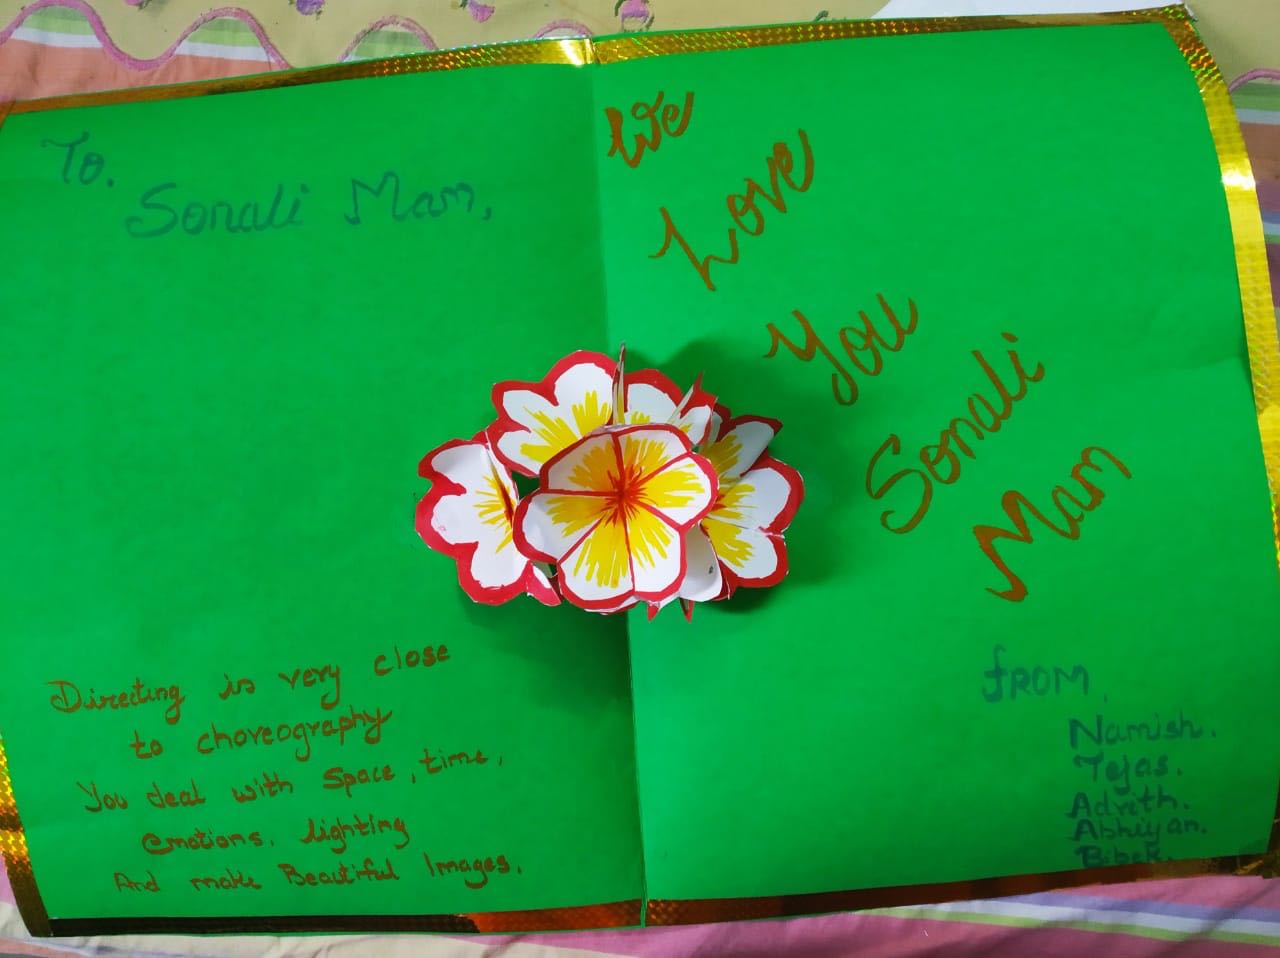 To.
Sonali Mam,
Directing is very close
to choreography
You deal with space, time,
emotions, lighting
And make Beautiful Images.
We
Love
You
Sonali
Mam
from,
Namish.
Tejas.
Advith.
Abhiyan.
Bibek.